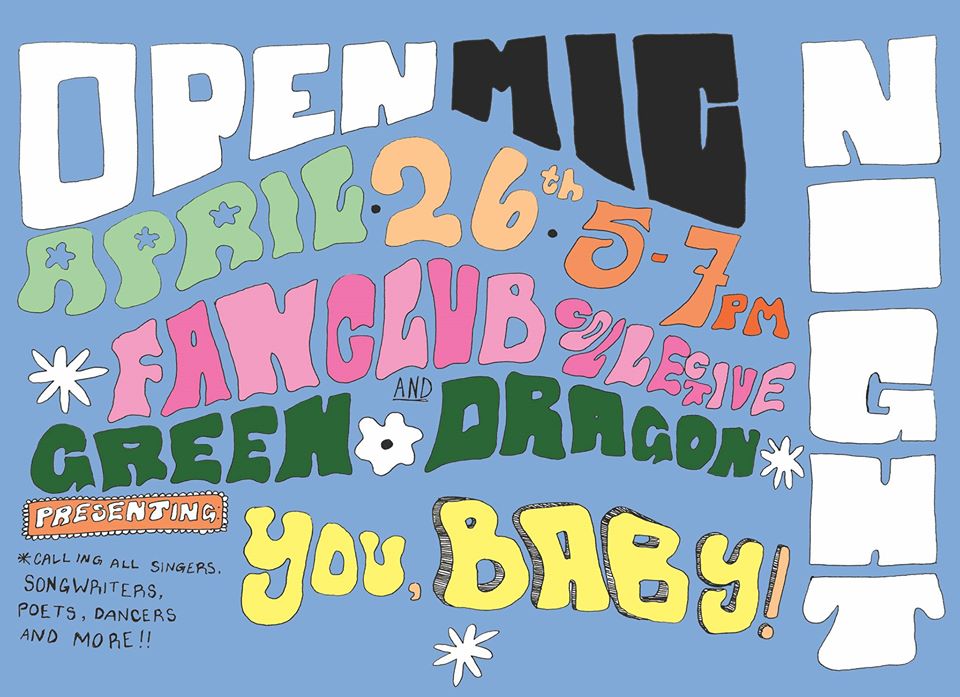 OPEN MIC
NIGHT
APRIL • 26th • 5-7PM
FANCLUB COLLECTIVE
AND
GREEN DRAGON
PRESENTING
YOU, BABY!
*CALLING ALL SINGERS,
SONGWRITERS,
POETS, DANCERS
AND MORE!!